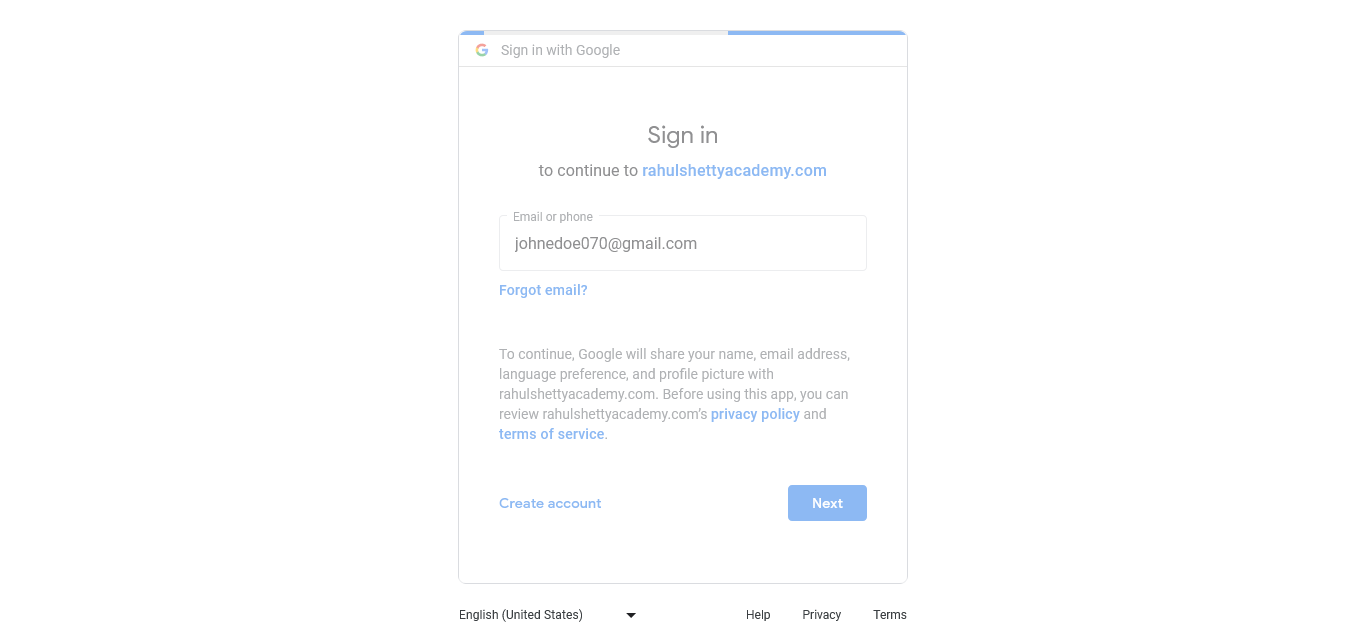 Sign in with Google
Sign in
to continue to rahulshettyacademy.com
Email or phone
johnedoe070@gmail.com
Forgot email?
To continue, Google will share your name, email address,
language preference, and profile picture with
rahulshettyacademy.com. Before using this app, you can
review rahulshettyacademy.com’s privacy policy and
terms of service.
Create account Next
English (United States) Help Privacy Terms